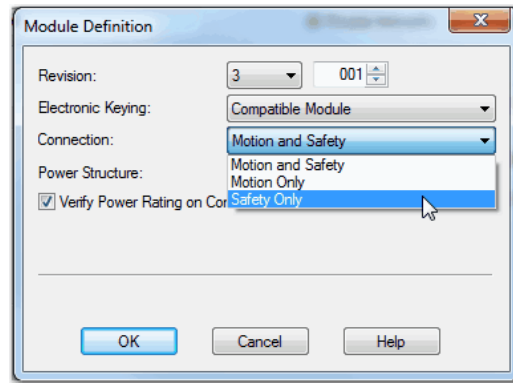 Module Definition
Revision: 3 001
Electronic Keying: Compatible Module
Connection: Motion and Safety
Motion and Safety
Power Structure:
Motion Only
Verify Power Rating on Con Safety Only
OK Cancel Help